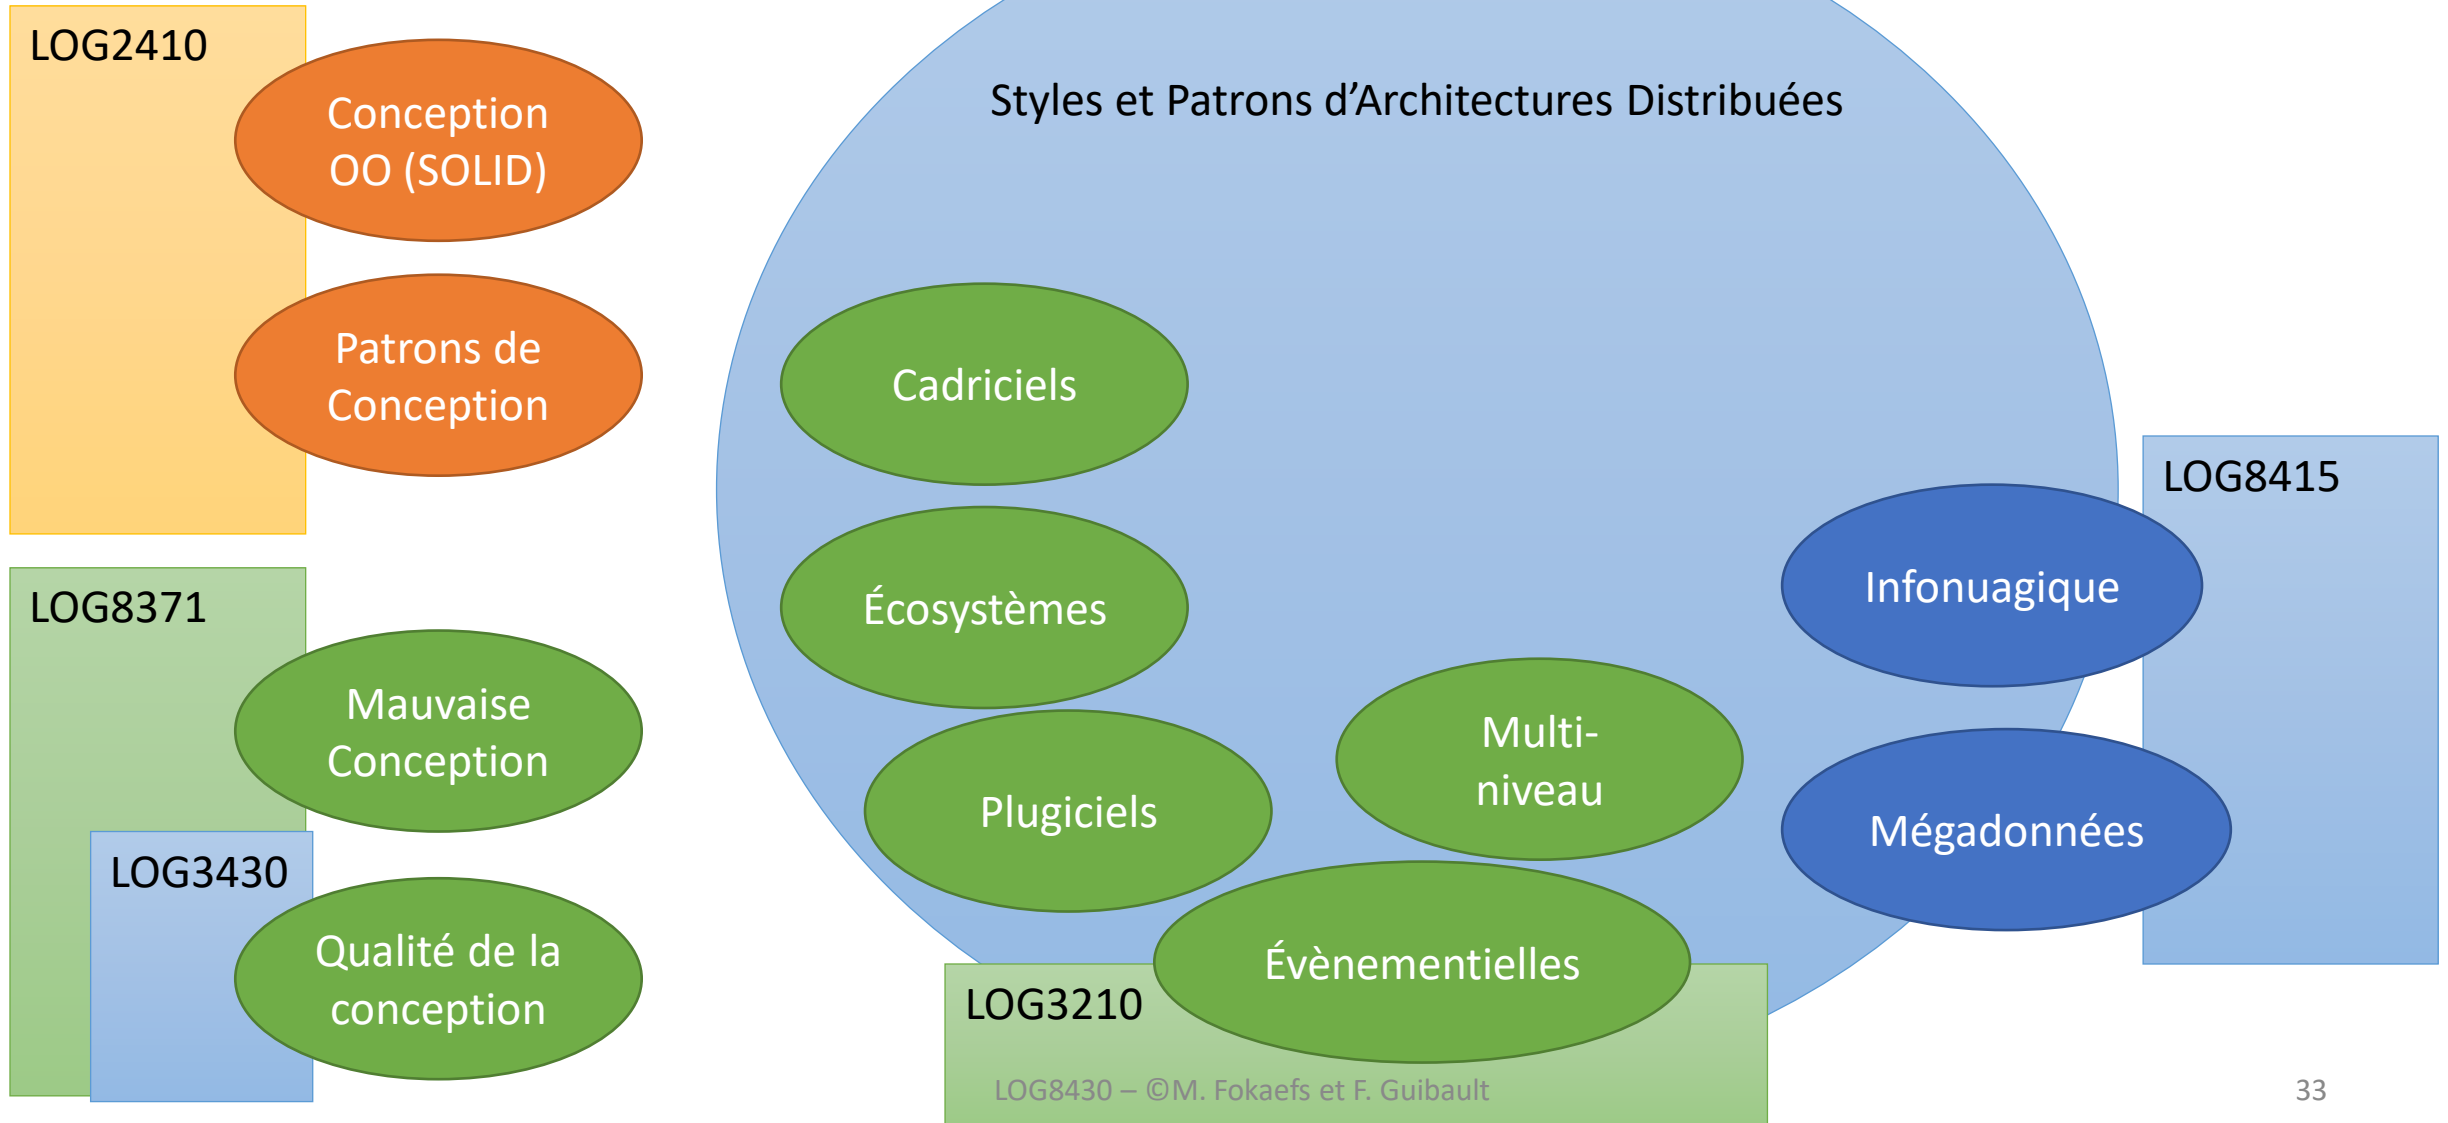 LOG2410
Conception
OO (SOLID)
Patrons de
Conception
LOG8371
Mauvaise
Conception
LOG3430
Qualité de la
conception
Styles et Patrons d’Architectures Distribuées
Cadriciels
Écosystèmes
Plugiciels
Multi-
niveau
Évènementielles
LOG3210
Infonuagique
Mégadonnées
LOG8415
LOG8430 – ©M. Fokaefs et F. Guibault
33